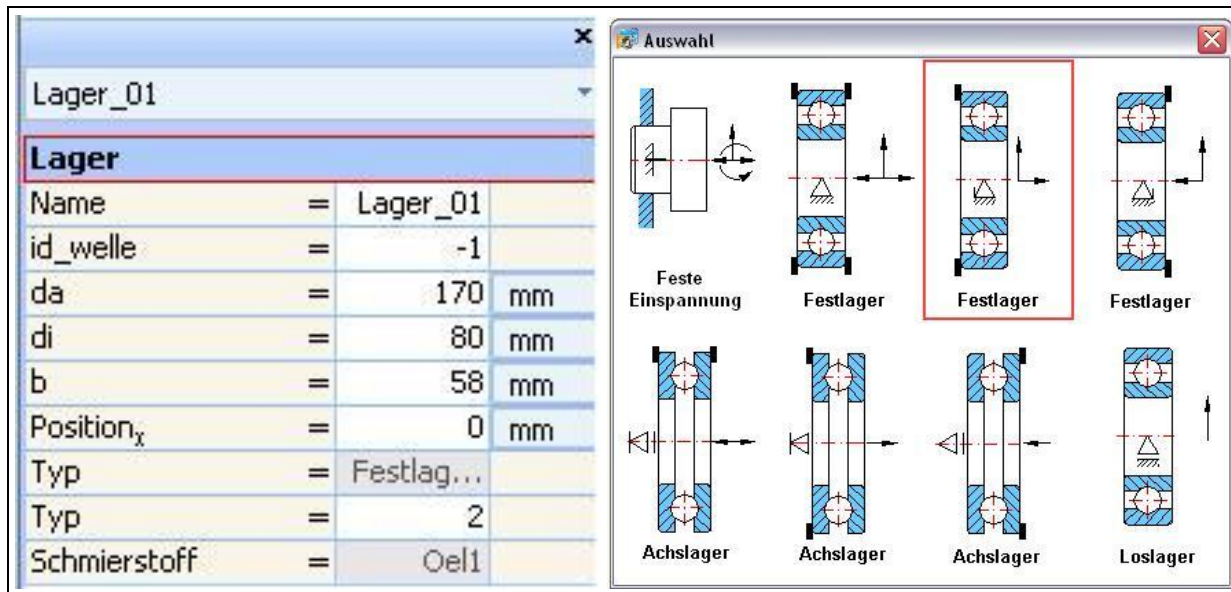 x
Lager_01
Lager
Name = Lager_01
id_welle = -1
da = 170 mm
di = 80 mm
b = 58 mm
Positionx = 0 mm
Typ = Festlag...
Typ = 2
Schmierstoff = Oel1
Auswahl
Feste
Einspannung
Festlager
Festlager
Festlager
Achslager
Achslager
Achslager
Loslager